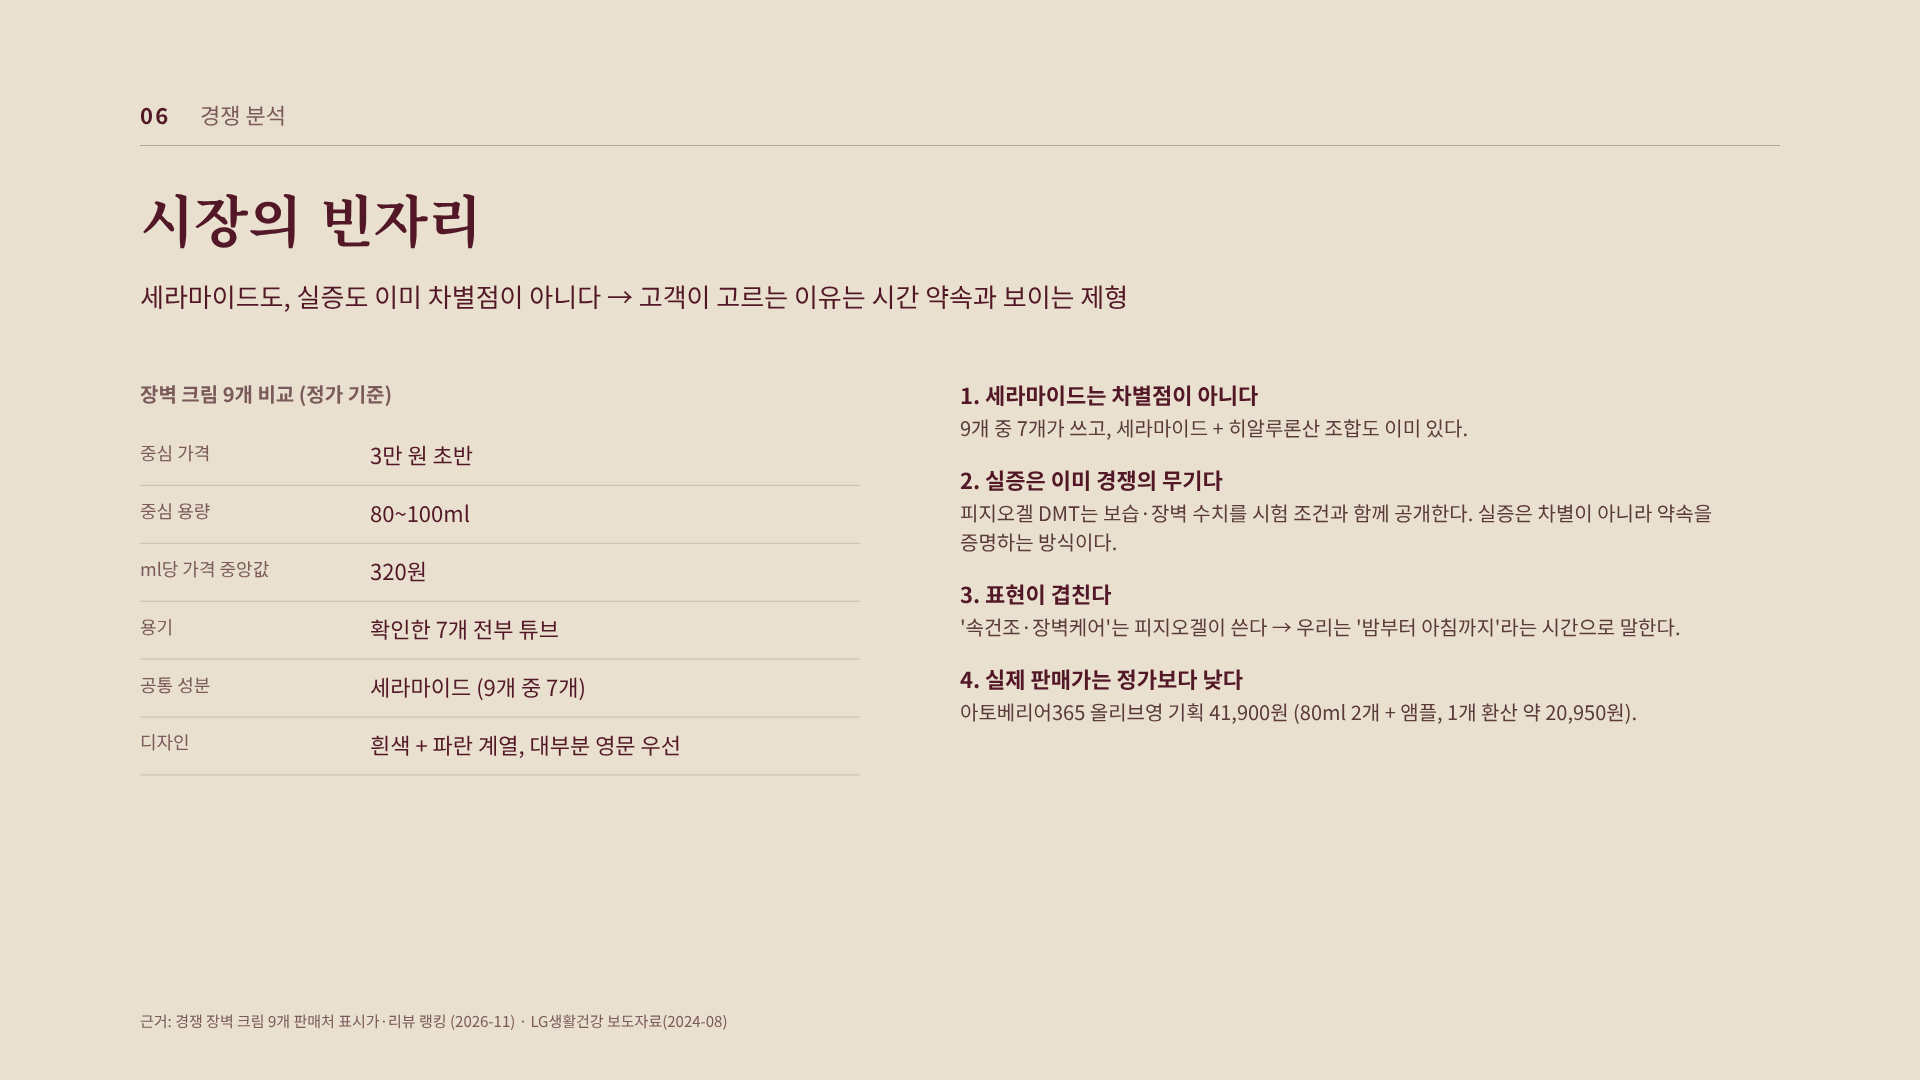 06 경쟁 분석
시장의 빈자리
세라마이드도, 실증도 이미 차별점이 아니다 → 고객이 고르는 이유는 시간 약속과 보이는 제형
장벽 크림 9개 비교 (정가 기준)
중심 가격 3만 원 초반
중심 용량 80~100ml
ml당 가격 중앙값 320원
용기 확인한 7개 전부 튜브
공통 성분 세라마이드 (9개 중 7개)
디자인 흰색 + 파란 계열, 대부분 영문 우선
1. 세라마이드는 차별점이 아니다
9개 중 7개가 쓰고, 세라마이드 + 히알루론산 조합도 이미 있다.
2. 실증은 이미 경쟁의 무기다
피지오겔 DMT는 보습·장벽 수치를 시험 조건과 함께 공개한다. 실증은 차별이 아니라 약속을
증명하는 방식이다.
3. 표현이 겹친다
'속건조·장벽케어'는 피지오겔이 쓴다 → 우리는 '밤부터 아침까지'라는 시간으로 말한다.
4. 실제 판매가는 정가보다 낮다
아토베리어365 올리브영 기획 41,900원 (80ml 2개 + 앰플, 1개 환산 약 20,950원).
근거: 경쟁 장벽 크림 9개 판매처 표시가·리뷰 랭킹 (2026-11) · LG생활건강 보도자료(2024-08)